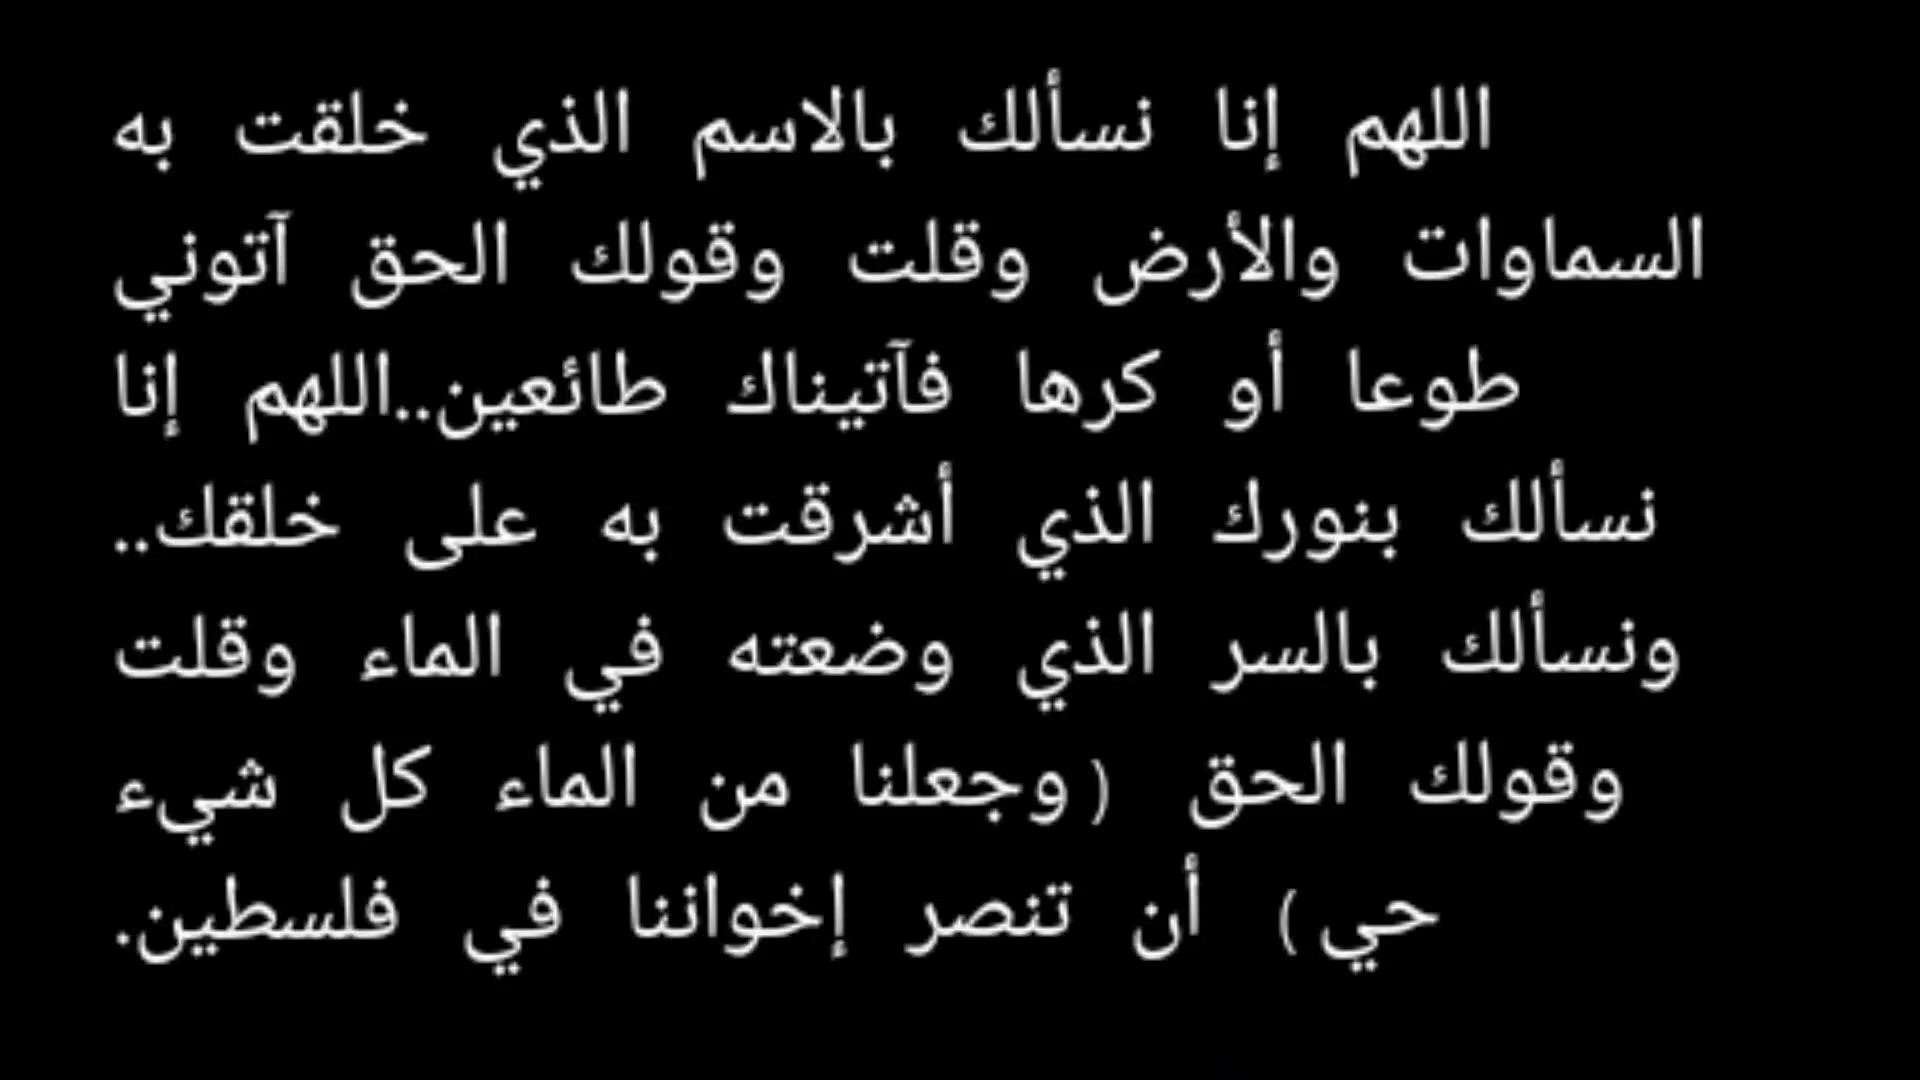 اللهم إنا نسألك بالاسم الذي خلقت به
السماوات والأرض وقلت وقولك الحق آتوني
طوعا أو كرها فآتيناك طائعين..اللهم إنا
نسألك بنورك الذي أشرقت به على خلقك..
ونسألك بالسر الذي وضعته في الماء وقلت
وقولك الحق (وجعلنا من الماء كل شيء
حي) أن تنصر إخواننا في فلسطين.